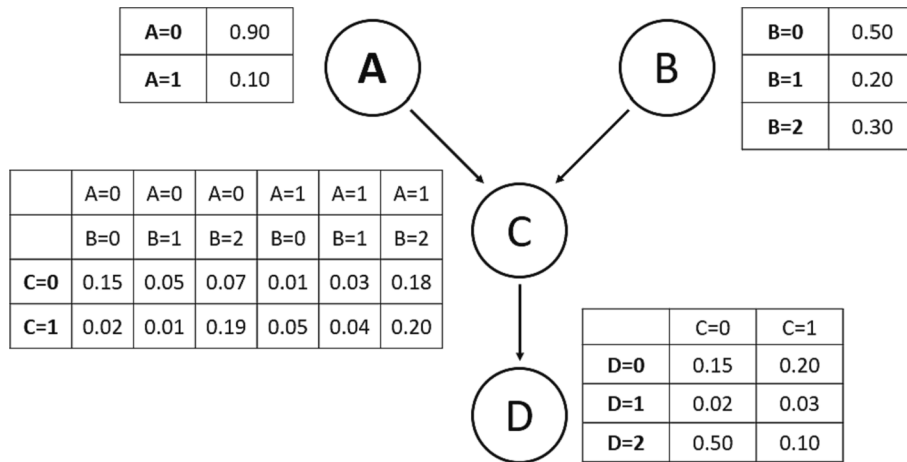 A=0 0.90
A=1 0.10
A
B
B=0 0.50
B=1 0.20
B=2 0.30
A=0 A=0 A=0 A=1 A=1 A=1
B=0 B=1 B=2 B=0 B=1 B=2
C=0 0.15 0.05 0.07 0.01 0.03 0.18
C=1 0.02 0.01 0.19 0.05 0.04 0.20
C
C=0 C=1
D=0 0.15 0.20
D=1 0.02 0.03
D=2 0.50 0.10
D